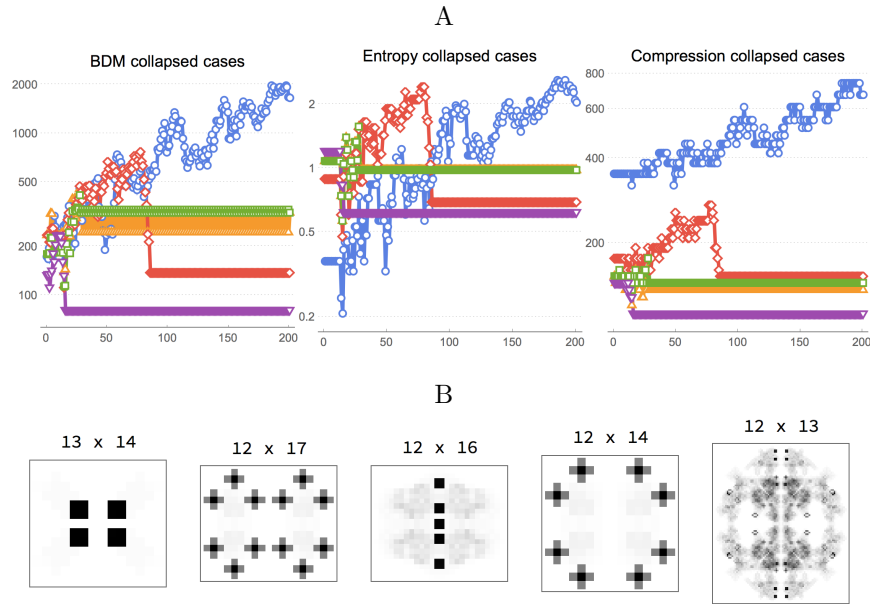 A
BDM collapsed cases
Entropy collapsed cases
Compression collapsed cases
2000
1000
500
200
100
0 50 100 150 200
2
1
0.5
0.2
0 50 100 150 200
800
600
400
200
0 50 100 150 200
B
13 x 14
12 x 17
12 x 16
12 x 14
12 x 13